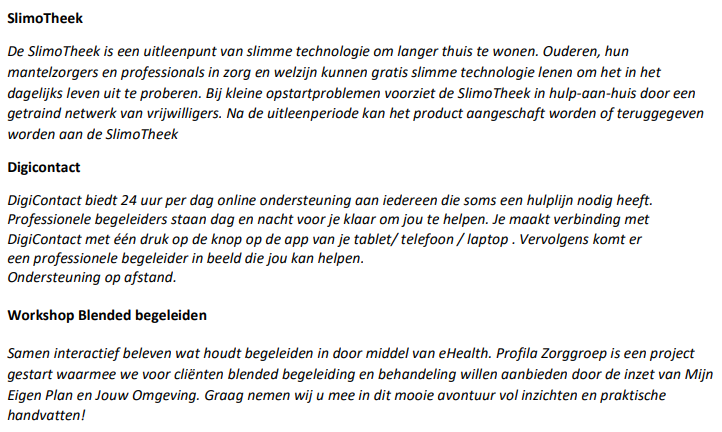 SlimoTheek
De SlimoTheek is een uitleenpunt van slimme technologie om langer thuis te wonen. Ouderen, hun
mantelzorgers en professionals in zorg en welzijn kunnen gratis slimme technologie lenen om het in het
dagelijks leven uit te proberen. Bij kleine opstartproblemen voorziet de SlimoTheek in hulp-aan-huis door een
getraind netwerk van vrijwilligers. Na de uitleenperiode kan het product aangeschaft worden of teruggegeven
worden aan de SlimoTheek
Digicontact
DigiContact biedt 24 uur per dag online ondersteuning aan iedereen die soms een hulplijn nodig heeft.
Professionele begeleiders staan dag en nacht voor je klaar om jou te helpen. Je maakt verbinding met
DigiContact met één druk op de knop op de app van je tablet/ telefoon / laptop . Vervolgens komt er
een professionele begeleider in beeld die jou kan helpen.
Ondersteuning op afstand.
Workshop Blended begeleiden
Samen interactief beleven wat houdt begeleiden in door middel van eHealth. Profila Zorggroep is een project
gestart waarmee we voor cliënten blended begeleiding en behandeling willen aanbieden door de inzet van Mijn
Eigen Plan en Jouw Omgeving. Graag nemen wij u mee in dit mooie avontuur vol inzichten en praktische
handvatten!